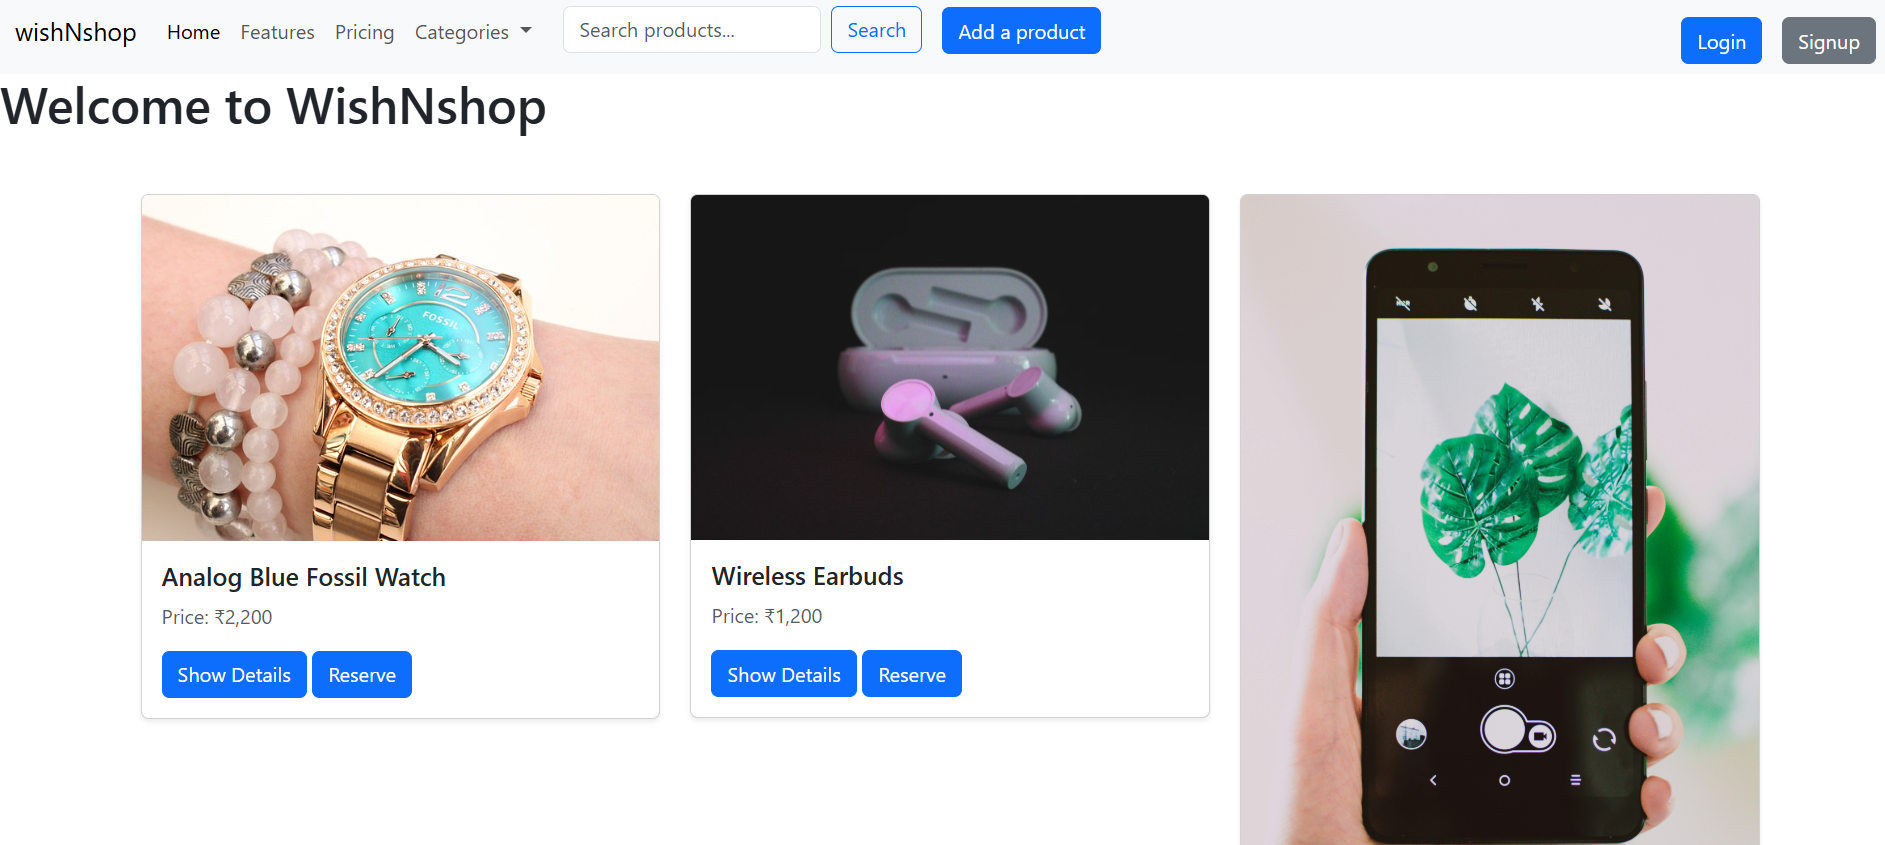 wishNshop Home Features Pricing Categories Search products... Search Add a product Login Signup
Welcome to WishNshop
FOSSIL
12
Analog Blue Fossil Watch
Price: ₹2,200
Show Details Reserve
Wireless Earbuds
Price: ₹1,200
Show Details Reserve